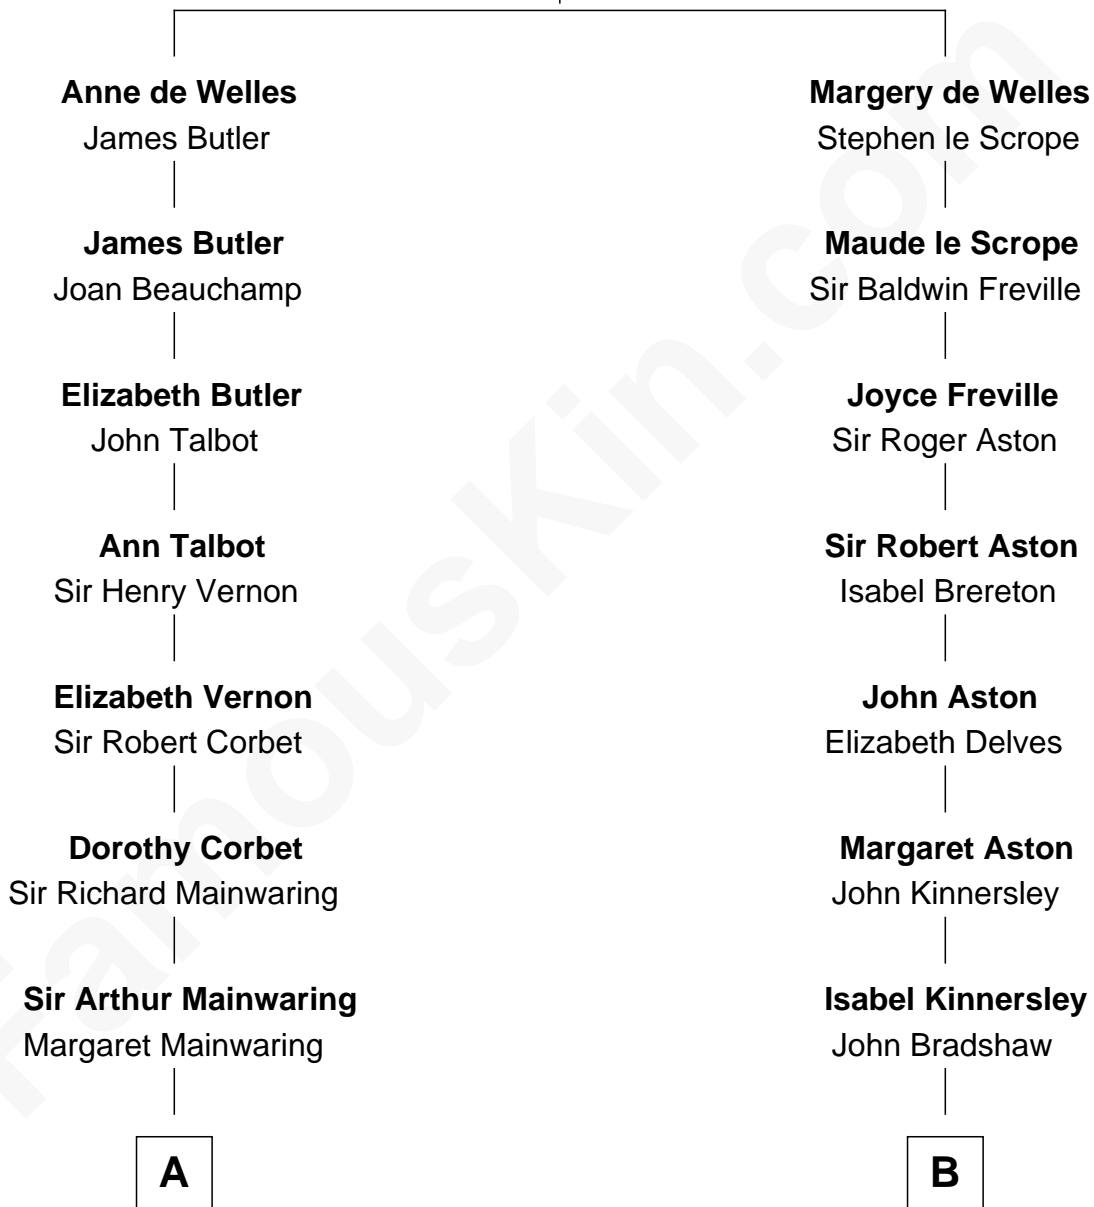 Anne de Welles
James Butler
James Butler
Joan Beauchamp
Elizabeth Butler
John Talbot
Ann Talbot
Sir Henry Vernon
Elizabeth Vernon
Sir Robert Corbet
Dorothy Corbet
Sir Richard Mainwaring
Sir Arthur Mainwaring
Margaret Mainwaring
A
Margery de Welles
Stephen le Scrope
Maude le Scrope
Sir Baldwin Freville
Joyce Freville
Sir Roger Aston
Sir Robert Aston
Isabel Brereton
John Aston
Elizabeth Delves
Margaret Aston
John Kinnersley
Isabel Kinnersley
John Bradshaw
B
FamousKin.com